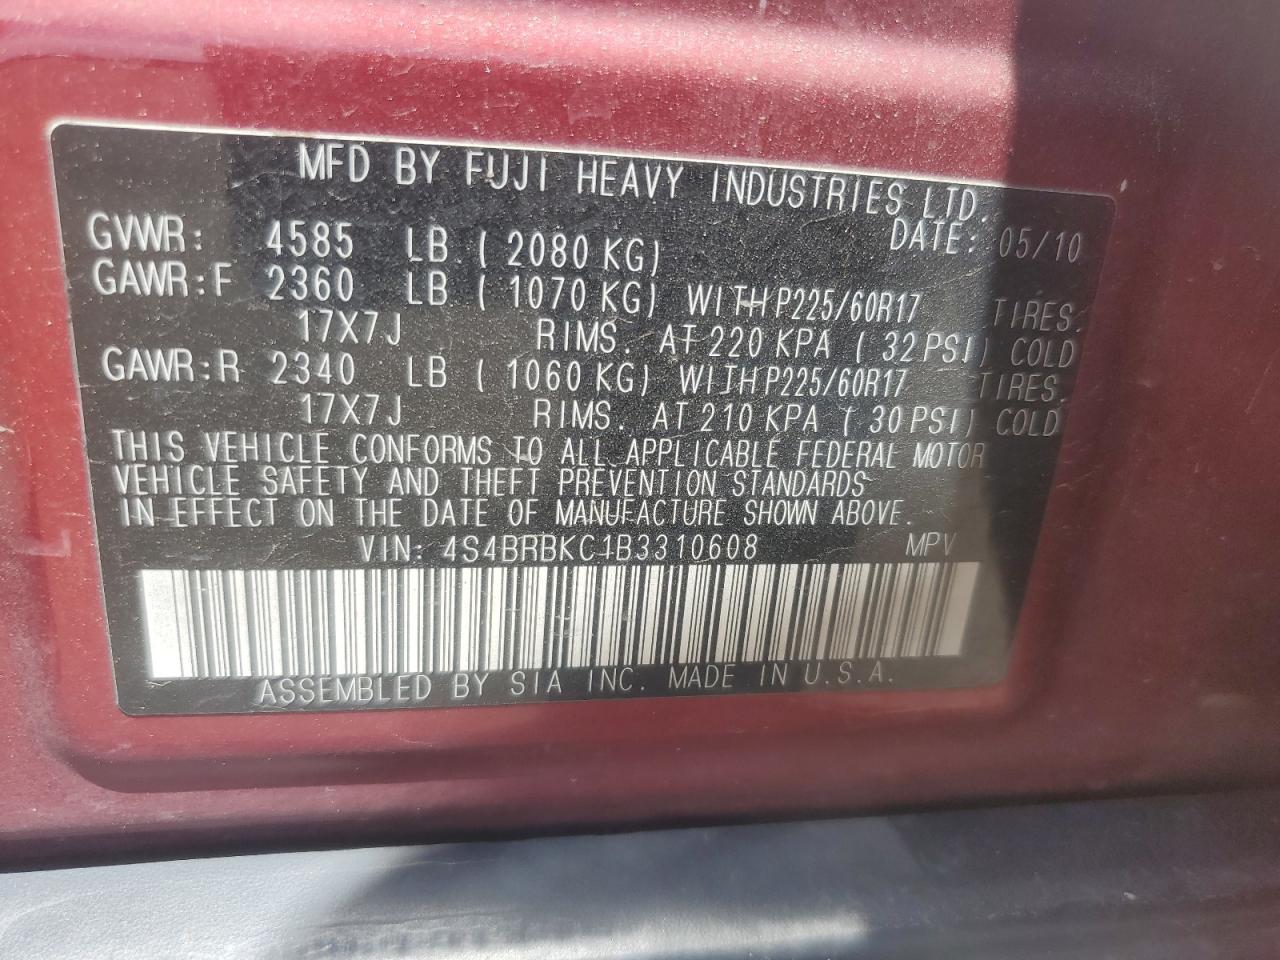 MFD BY FUJI HEAVY INDUSTRIES LTD.
DATE: 05/10
GVWR: 4585 LB ( 2080 KG)
GAWR:F 2360 LB ( 1070 KG) WITH P225/60R17 TIRES.
17X7J RIMS. AT 220 KPA ( 32 PSI) COLD
GAWR:R 2340 LB ( 1060 KG) WITH P225/60R17 TIRES.
17X7J RIMS. AT 210 KPA ( 30 PSI) COLD
THIS VEHICLE CONFORMS TO ALL APPLICABLE FEDERAL MOTOR
VEHICLE SAFETY AND THEFT PREVENTION STANDARDS
IN EFFECT ON THE DATE OF MANUFACTURE SHOWN ABOVE.
VIN: 4S4BRBKC1B3310608 MPV
ASSEMBLED BY SIA INC. MADE IN U.S.A.